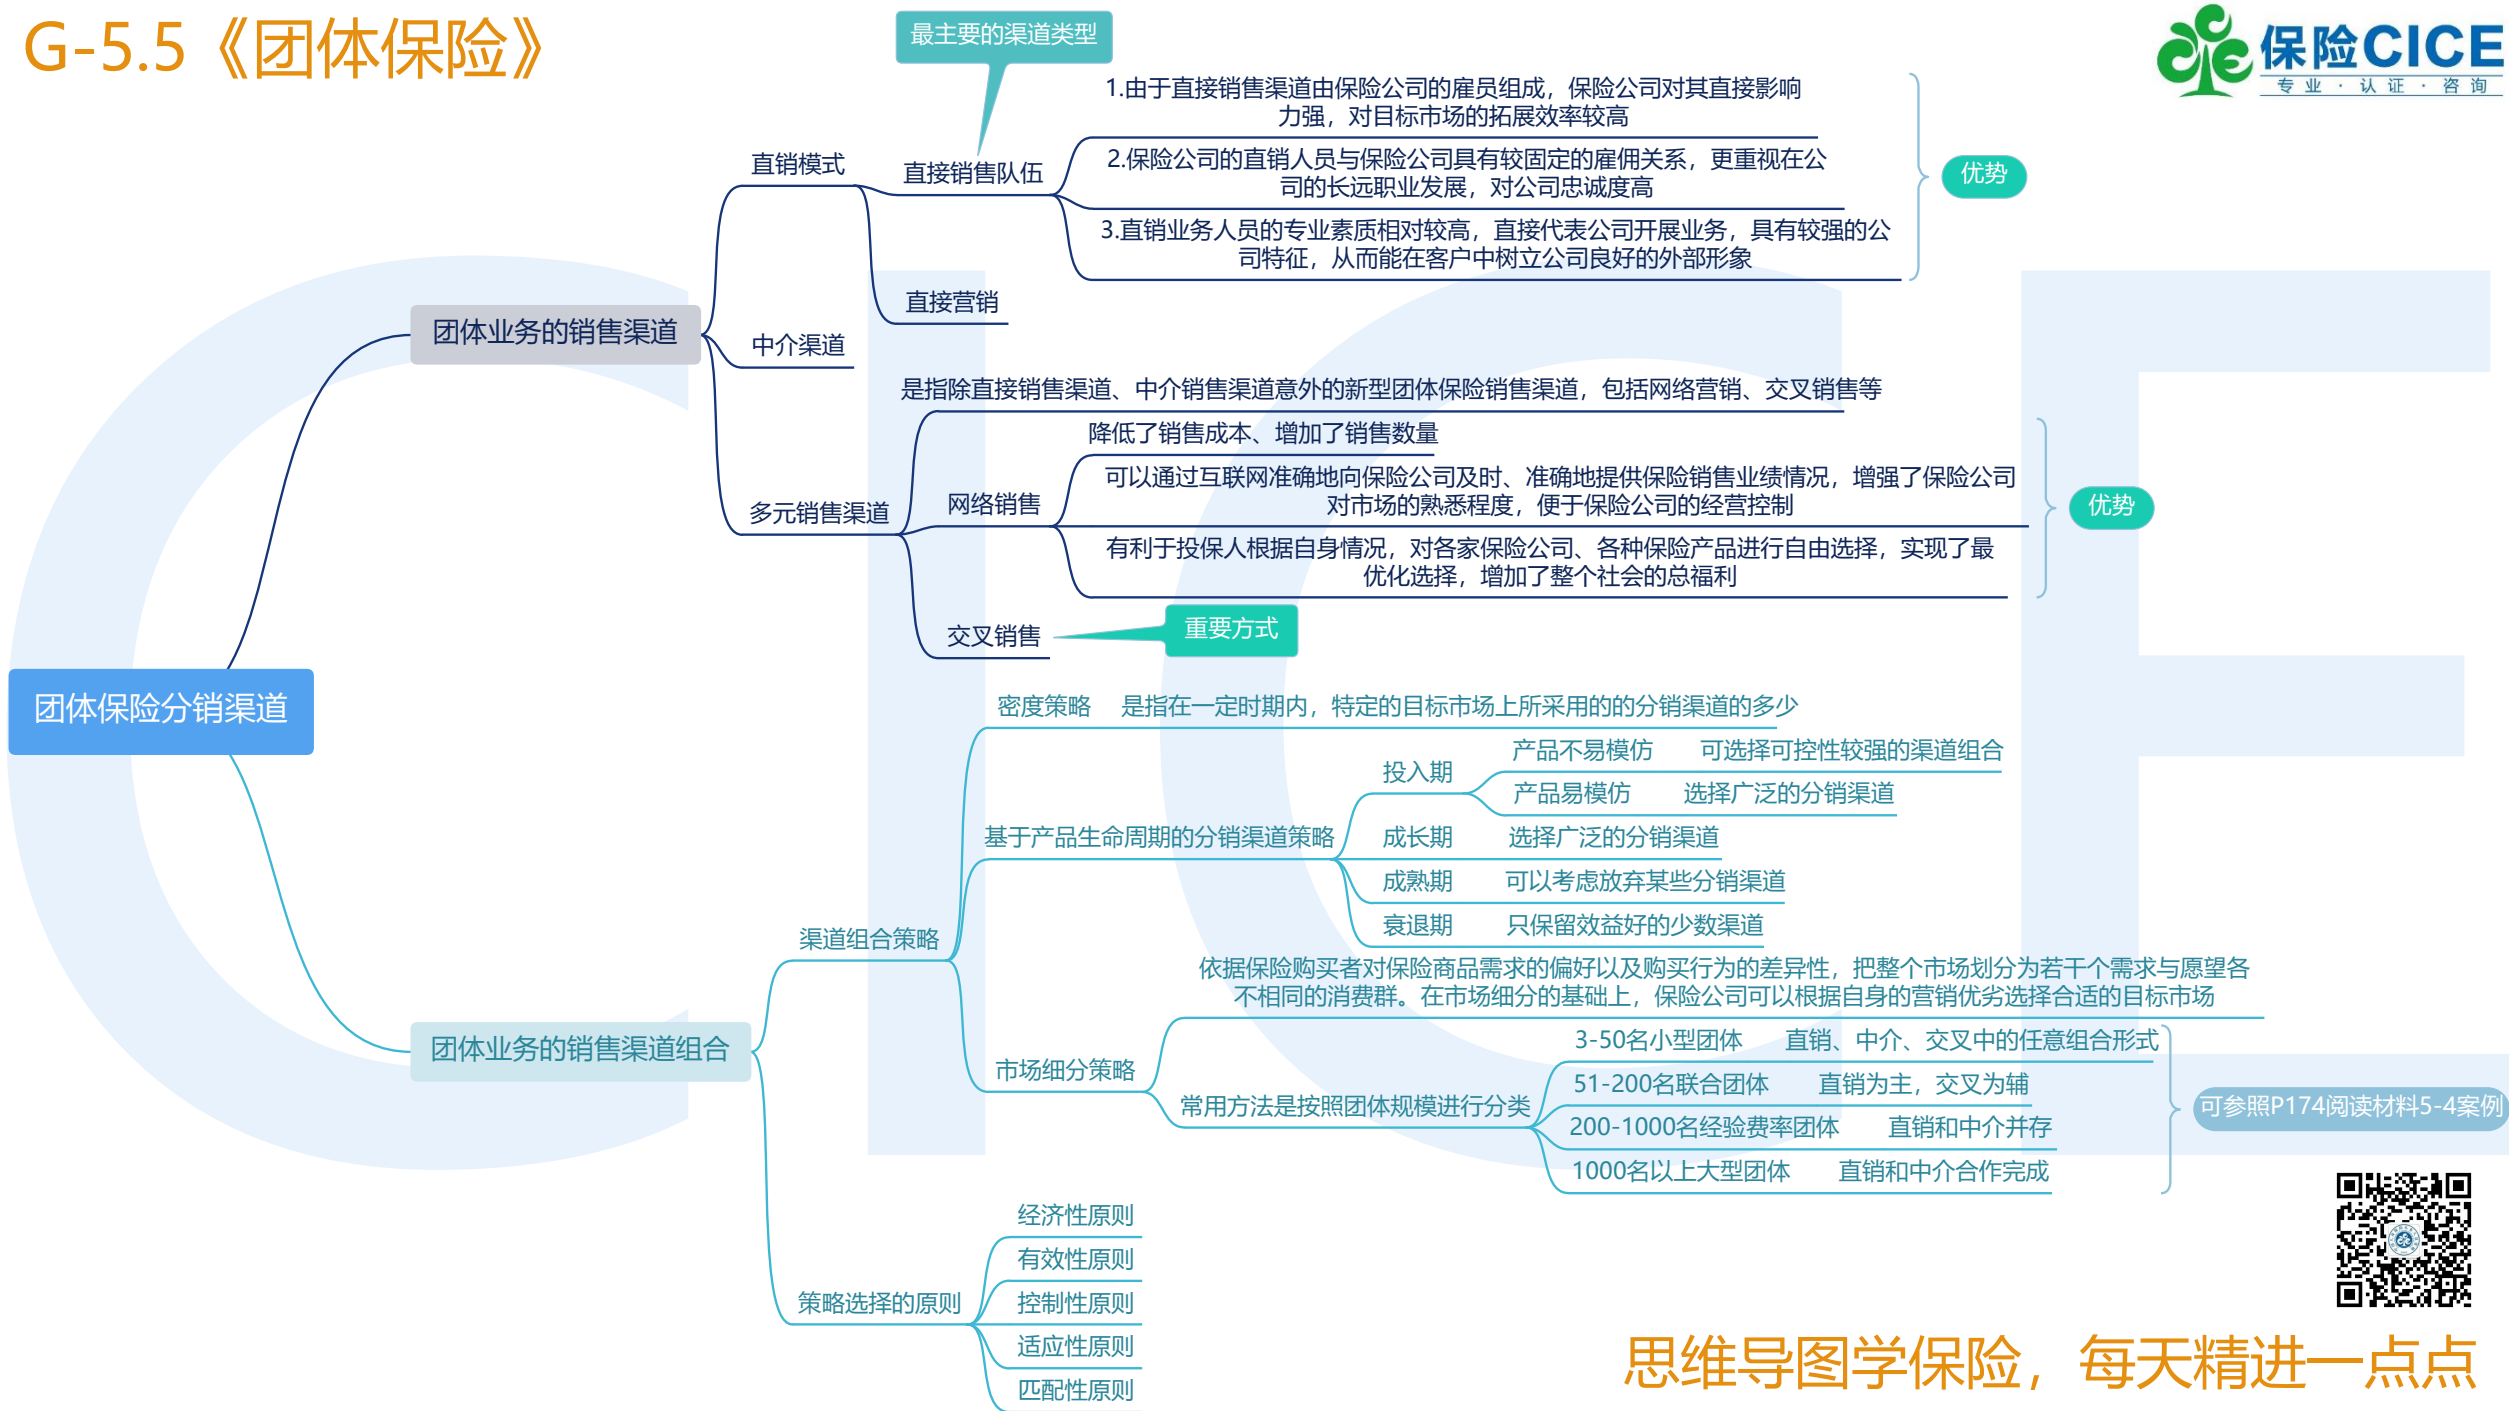 G-5.5《团体保险》
保险CICE
专业·认证·咨询
团体保险分销渠道
团体业务的销售渠道
直销模式
最主要的渠道类型
直接销售队伍
1.由于直接销售渠道由保险公司的雇员组成，保险公司对其直接影响
力强，对目标市场的拓展效率较高
2.保险公司的直销人员与保险公司具有较固定的雇佣关系，更重视在公
司的长远职业发展，对公司忠诚度高
3.直销业务人员的专业素质相对较高，直接代表公司开展业务，具有较强的公
司特征，从而能在客户中树立公司良好的外部形象
优势
直接营销
中介渠道
多元销售渠道
是指除直接销售渠道、中介销售渠道意外的新型团体保险销售渠道，包括网络营销、交叉销售等
网络销售
降低了销售成本、增加了销售数量
可以通过互联网准确地向保险公司及时、准确地提供保险销售业绩情况，增强了保险公司
对市场的熟悉程度，便于保险公司的经营控制
有利于投保人根据自身情况，对各家保险公司、各种保险产品进行自由选择，实现了最
优化选择，增加了整个社会的总福利
优势
交叉销售
重要方式
团体业务的销售渠道组合
渠道组合策略
密度策略 是指在一定时期内，特定的目标市场上所采用的的分销渠道的多少
基于产品生命周期的分销渠道策略
投入期
产品不易模仿 可选择可控性较强的渠道组合
产品易模仿 选择广泛的分销渠道
成长期 选择广泛的分销渠道
成熟期 可以考虑放弃某些分销渠道
衰退期 只保留效益好的少数渠道
市场细分策略
依据保险购买者对保险商品需求的偏好以及购买行为的差异性，把整个市场划分为若干个需求与愿望各
不相同的消费群。在市场细分的基础上，保险公司可以根据自身的营销优劣选择合适的目标市场
常用方法是按照团体规模进行分类
3-50名小型团体 直销、中介、交叉中的任意组合形式
51-200名联合团体 直销为主，交叉为辅
200-1000名经验费率团体 直销和中介并存
1000名以上大型团体 直销和中介合作完成
可参照P174阅读材料5-4案例
策略选择的原则
经济性原则
有效性原则
控制性原则
适应性原则
匹配性原则
思维导图学保险，每天精进一点点